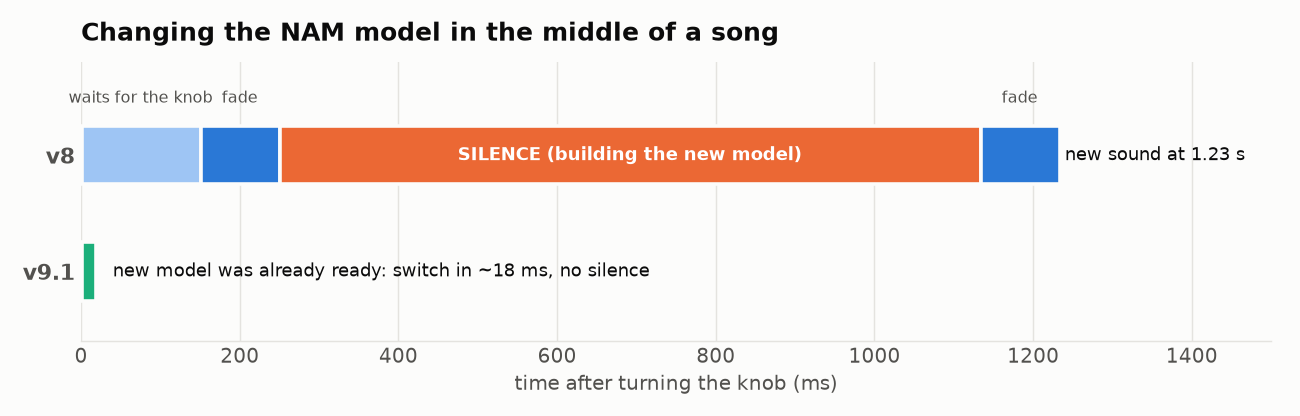 Changing the NAM model in the middle of a song
waits for the knob fade fade
v8 SILENCE (building the new model) new sound at 1.23 s
v9.1 new model was already ready: switch in ~18 ms, no silence
0 200 400 600 800 1000 1200 1400
time after turning the knob (ms)